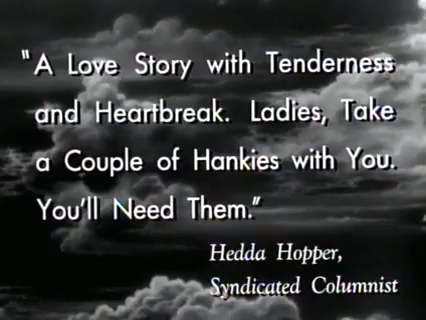 "A Love Story with Tenderness
and Heartbreak. Ladies, Take
a Couple of Hankies with You.
You'll Need Them."
Hedda Hopper,
Syndicated Columnist